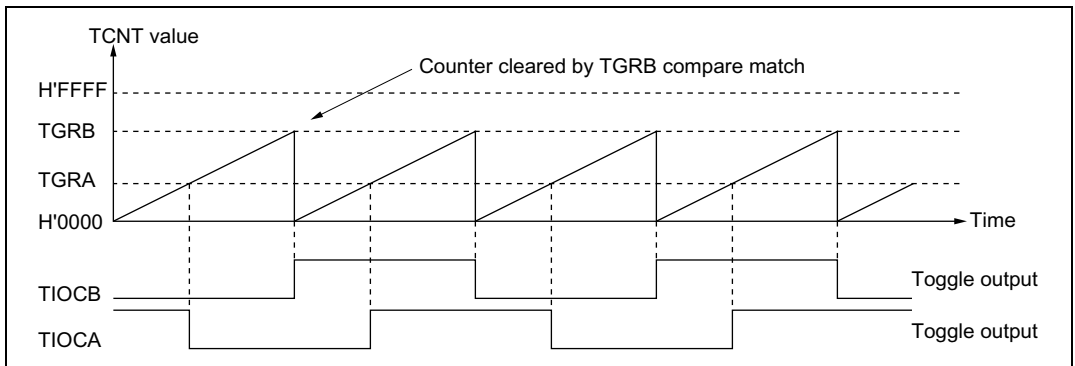 TCNT value
Counter cleared by TGRB compare match
H'FFFF
TGRB
TGRA
H'0000
Time
TIOCB
Toggle output
TIOCA
Toggle output